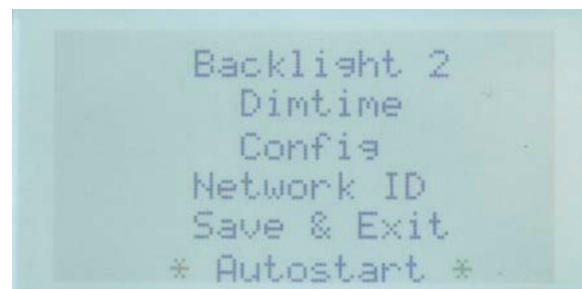 Backlight 2
Dimtime
Config
Network ID
Save & Exit
* Autostart *